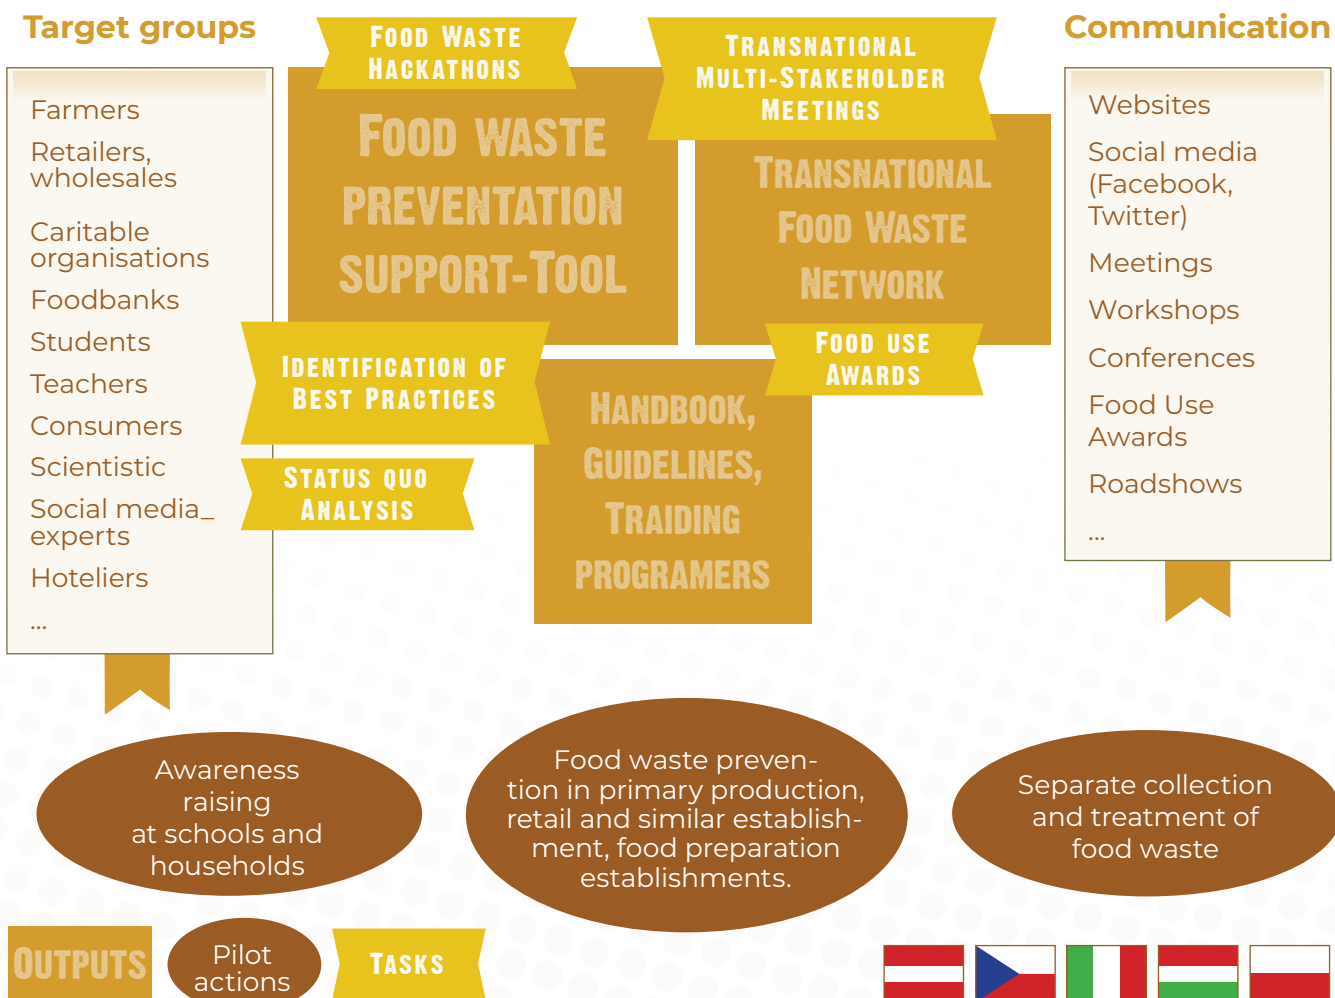 Target groups
Farmers
Retailers,
wholesales
Caritable
organisations
Foodbanks
Students
Teachers
Consumers
Scientistic
Social media_
experts
Hoteliers
...
Food Waste
Hackathons
Food waste
preventation
support-Tool
Transnational
Multi-Stakeholder
Meetings
Transnational
Food Waste
Network
Identification of
Best Practices
Food use
Awards
Status quo
Analysis
Handbook,
Guidelines,
Traiding
programers
Communication
Websites
Social media
(Facebook,
Twitter)
Meetings
Workshops
Conferences
Food Use
Awards
Roadshows
...
Awareness
raising
at schools and
households
Food waste preven-
tion in primary production,
retail and similar establish-
ment, food preparation
establishments.
Separate collection
and treatment of
food waste
Outputs
Pilot
actions
Tasks